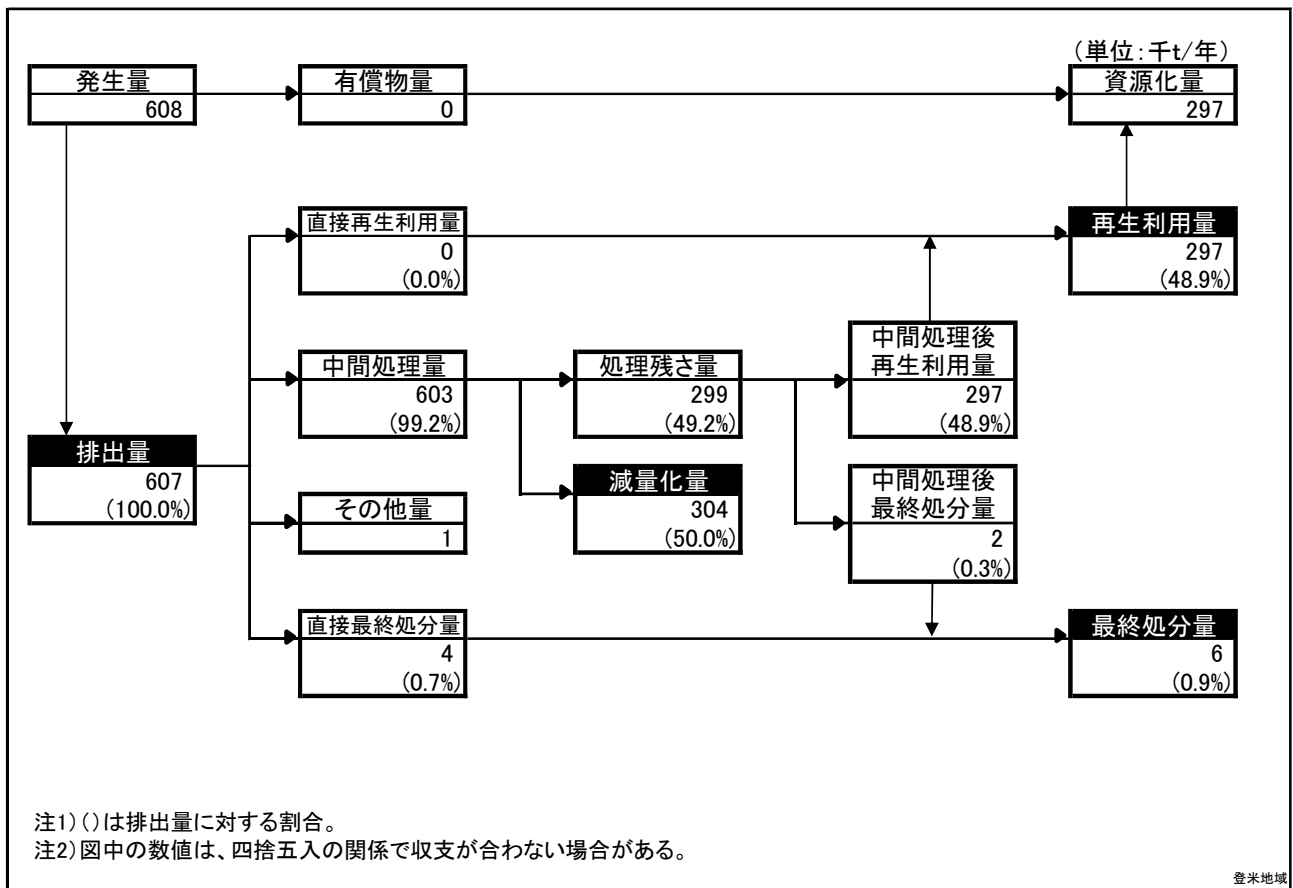 (単位:千t/年)
発生量
608
有償物量
0
資源化量
297
直接再生利用量
0
(0.0%)
再生利用量
297
(48.9%)
中間処理量
603
(99.2%)
処理残さ量
299
(49.2%)
中間処理後
再生利用量
297
(48.9%)
排出量
607
(100.0%)
その他量
1
減量化量
304
(50.0%)
中間処理後
最終処分量
2
(0.3%)
直接最終処分量
4
(0.7%)
最終処分量
6
(0.9%)
注1)()は排出量に対する割合。
注2)図中の数値は、四捨五入の関係で収支が合わない場合がある。
登米地域